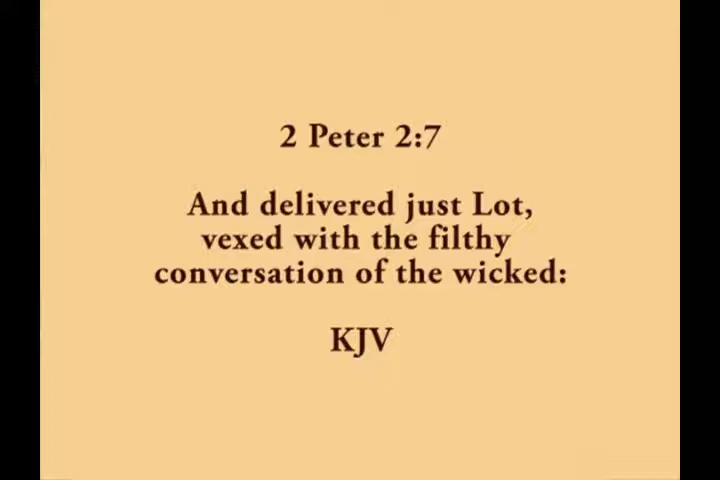 2 Peter 2:7
And delivered just Lot,
vexed with the filthy
conversation of the wicked:
KJV